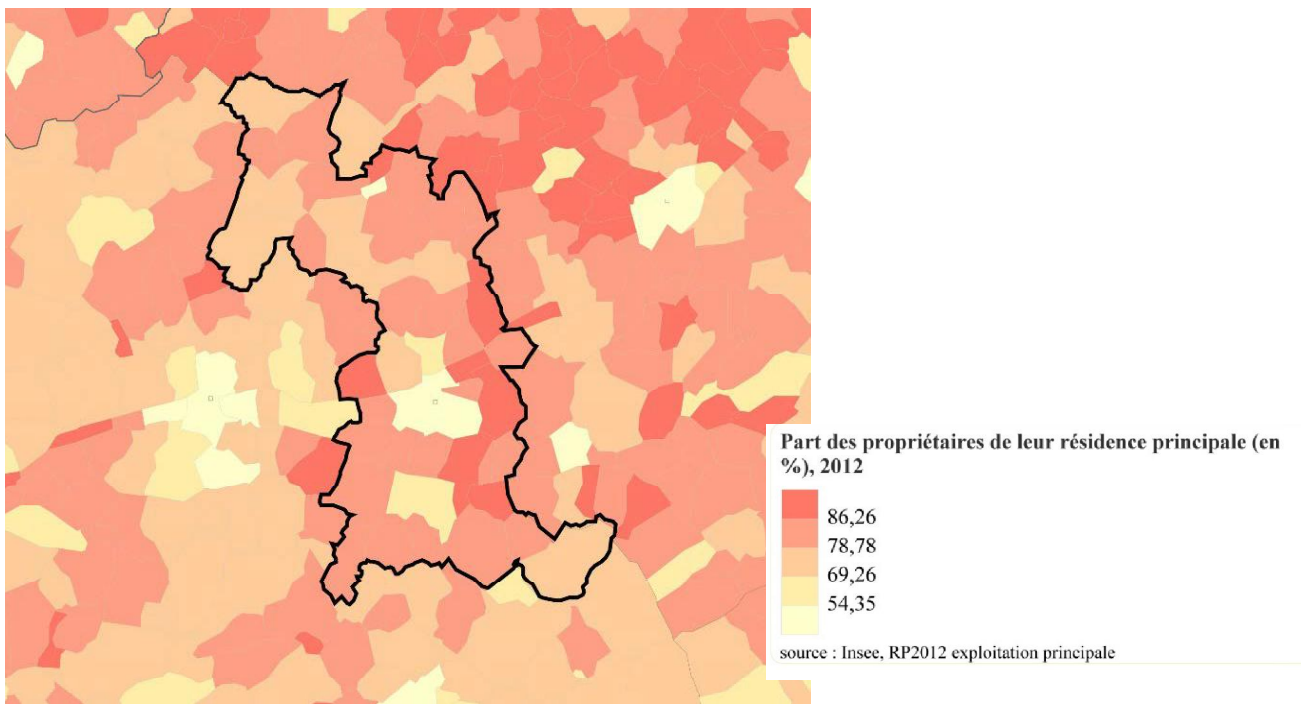 Part des propriétaires de leur résidence principale (en
%), 2012
86,26
78,78
69,26
54,35
source : Insee, RP2012 exploitation principale